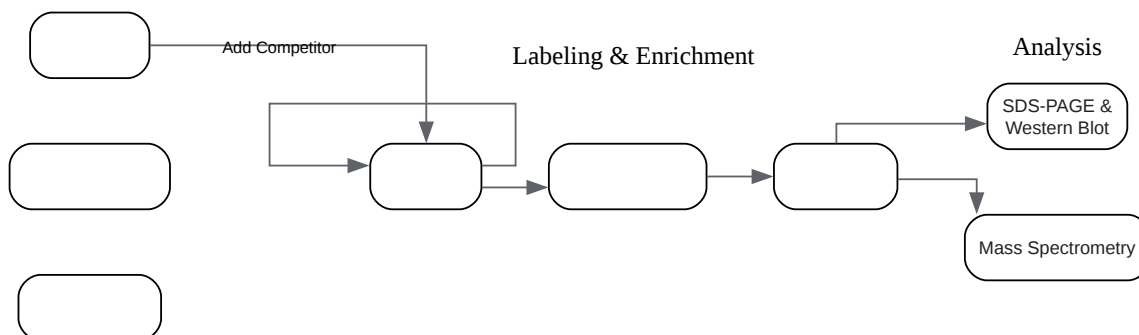 Add Competitor
Labeling & Enrichment
Analysis
SDS-PAGE &
Western Blot
Mass Spectrometry